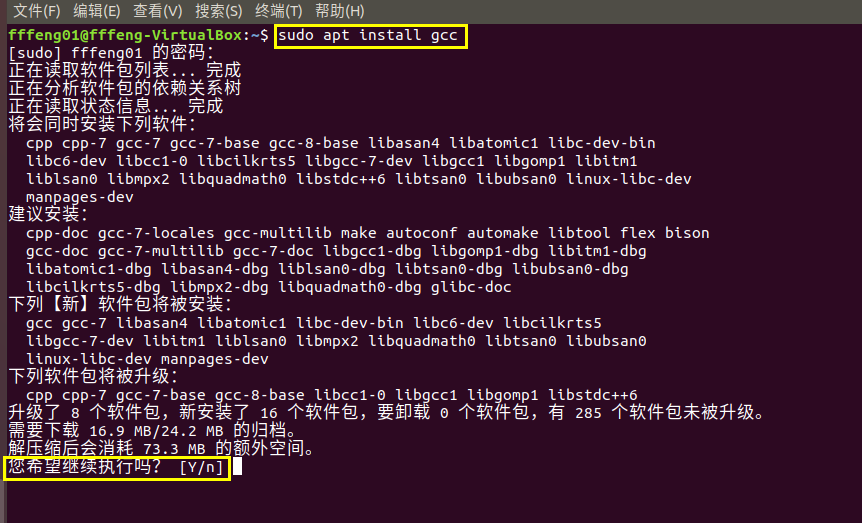 文件(F) 编辑(E) 查看(V) 搜索(S) 终端(T) 帮助(H)
fffeng01@fffeng-VirtualBox:~$ sudo apt install gcc
[sudo] fffeng01 的密码：
正在读取软件包列表... 完成
正在分析软件包的依赖关系树
正在读取状态信息... 完成
将会同时安装下列软件：
cpp cpp-7 gcc-7 gcc-7-base gcc-8-base libasan4 libatomic1 libc-dev-bin
libc6-dev libcc1-0 libcilkrts5 libgcc-7-dev libgcc1 libgomp1 libitm1
liblsan0 libmpx2 libquadmath0 libstdc++6 libtsan0 libubsan0 linux-libc-dev
manpages-dev
建议安装：
cpp-doc gcc-7-locales gcc-multilib make autoconf automake libtool flex bison
gcc-doc gcc-7-multilib gcc-7-doc libgcc1-dbg libgomp1-dbg libitm1-dbg
libatomic1-dbg libasan4-dbg liblsan0-dbg libtsan0-dbg libubsan0-dbg
libcilkrts5-dbg libmpx2-dbg libquadmath0-dbg glibc-doc
下列【新】软件包将被安装：
gcc gcc-7 libasan4 libatomic1 libc-dev-bin libc6-dev libcilkrts5
libgcc-7-dev libitm1 liblsan0 libmpx2 libquadmath0 libtsan0 libubsan0
linux-libc-dev manpages-dev
下列软件包将被升级：
cpp cpp-7 gcc-7-base gcc-8-base libcc1-0 libgcc1 libgomp1 libstdc++6
升级了 8 个软件包，新安装了 16 个软件包，要卸载 0 个软件包，有 285 个软件包未被升级。
需要下载 16.9 MB/24.2 MB 的归档。
解压缩后会消耗 73.3 MB 的额外空间。
您希望继续执行吗？ [Y/n]